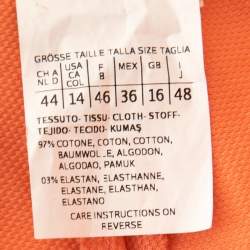 GRÖSSE TAILLE TALLA SIZE TAGLIA
CH A NL D USA CA COL F B MEX GB I J
44 14 46 36 16 48
TESSUTO- TISSU- CLOTH- STOFF-
TEJIDO- TECIDO- KUMAŞ
97% COTONE, COTON, COTTON,
BAUMWOLLE, ALGODON,
ALGODAO, PAMUK
03% ELASTAN, ELASTHANNE,
ELASTANE, ELASTHAN,
ELASTANO
CARE INSTRUCTIONS ON
REVERSE